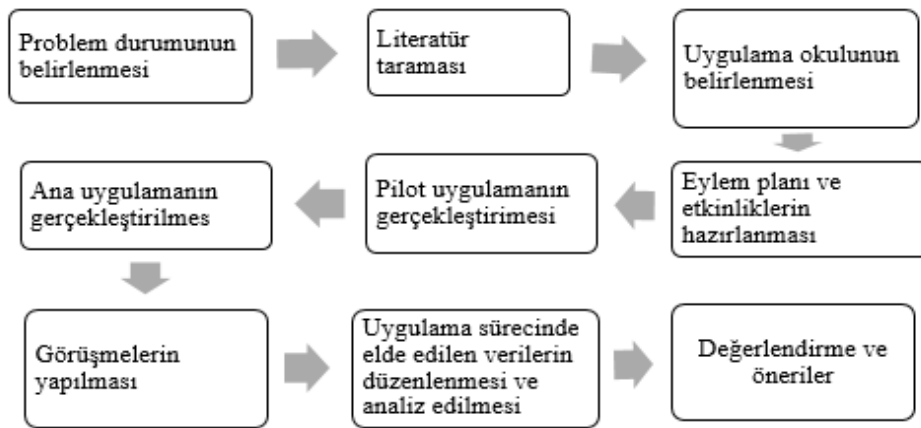 Problem durumunun
belirlenmesi
Literatür
taraması
Uygulama okulunun
belirlenmesi
Eylem planı ve
etkinliklerin
hazırlanması
Pilot uygulamanın
gerçekleştirimesi
Ana uygulamanın
gerçekleştirilmes
Görüşmelerin
yapılması
Uygulama sürecinde
elde edilen verilerin
düzenlenmesi ve
analiz edilmesi
Değerlendirme ve
öneriler